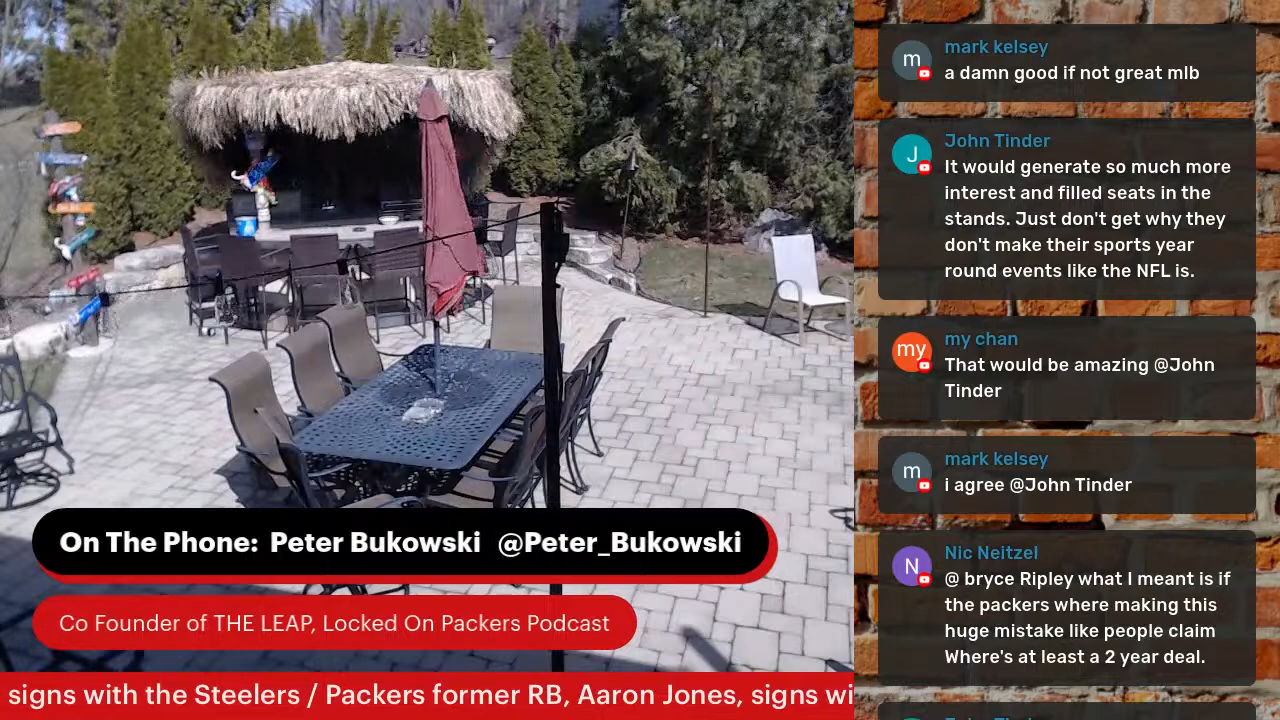 On The Phone: Peter Bukowski @Peter_Bukowski
Co Founder of THE LEAP, Locked On Packers Podcast
signs with the Steelers / Packers former RB, Aaron Jones, signs wi
mark kelsey
m
a damn good if not great mlb
John Tinder
J
It would generate so much more
interest and filled seats in the
stands. Just don't get why they
don't make their sports year
round events like the NFL is.
my chan
my
That would be amazing @John
Tinder
mark kelsey
m
i agree @John Tinder
Nic Neitzel
N
@ bryce Ripley what I meant is if
the packers where making this
huge mistake like people claim
Where's at least a 2 year deal.